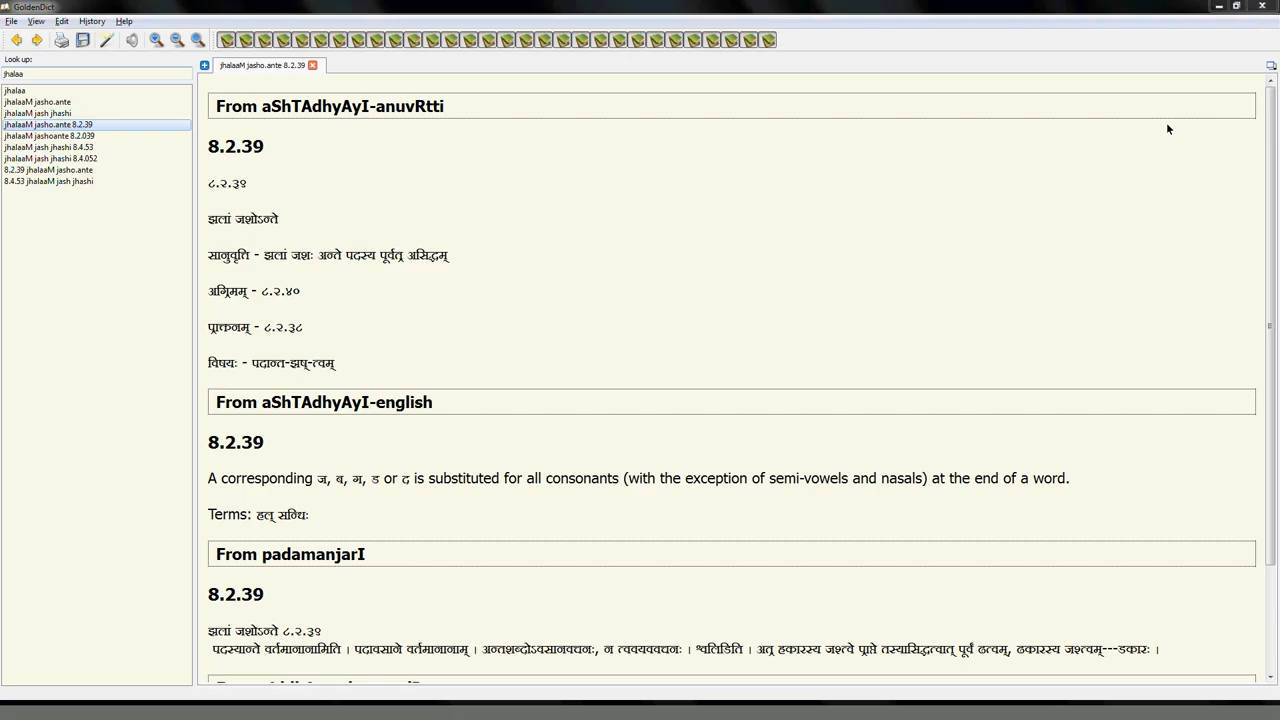 GoldenDict
File View Edit History Help
Look up:
jhalaa
jhalaa
jhalaaM jasho.ante
jhalaaM jash jhashi
jhalaaM jasho.ante 8.2.39
jhalaaM jashoante 8.2.039
jhalaaM jash jhashi 8.4.53
jhalaaM jash jhashi 8.4.052
8.2.39 jhalaaM jasho.ante
8.4.53 jhalaaM jash jhashi
jhalaaM jasho.ante 8.2.39
From aShTAdhyAyI-anuvRtti
8.2.39
८.२.३९
झलां जशोऽन्ते
सानुवृत्ति - झलां जशः अन्ते पदस्य पूर्वत्र असिद्धम्
अग्रिमम् - ८.२.४०
प्राक्तनम् - ८.२.३८
विषयः - पदान्त-झष्-त्वम्
From aShTAdhyAyI-english
8.2.39
A corresponding ज, ब, ग, ड or द is substituted for all consonants (with the exception of semi-vowels and nasals) at the end of a word.
Terms: हल् सन्धिः
From padamanjarI
8.2.39
झलां जशोऽन्ते ८.२.३९
पदस्यान्ते वर्तमानानामिति । पदावसाने वर्तमानानाम् । अन्तशब्दोऽवसानवचनः, न त्ववयववचनः । श्वलिडिति । अत्र हकारस्य जश्त्वे प्राप्ते तस्यासिद्धत्वात् पूर्वं ढत्वम्, ढकारस्य जश्त्वम्---डकारः ।